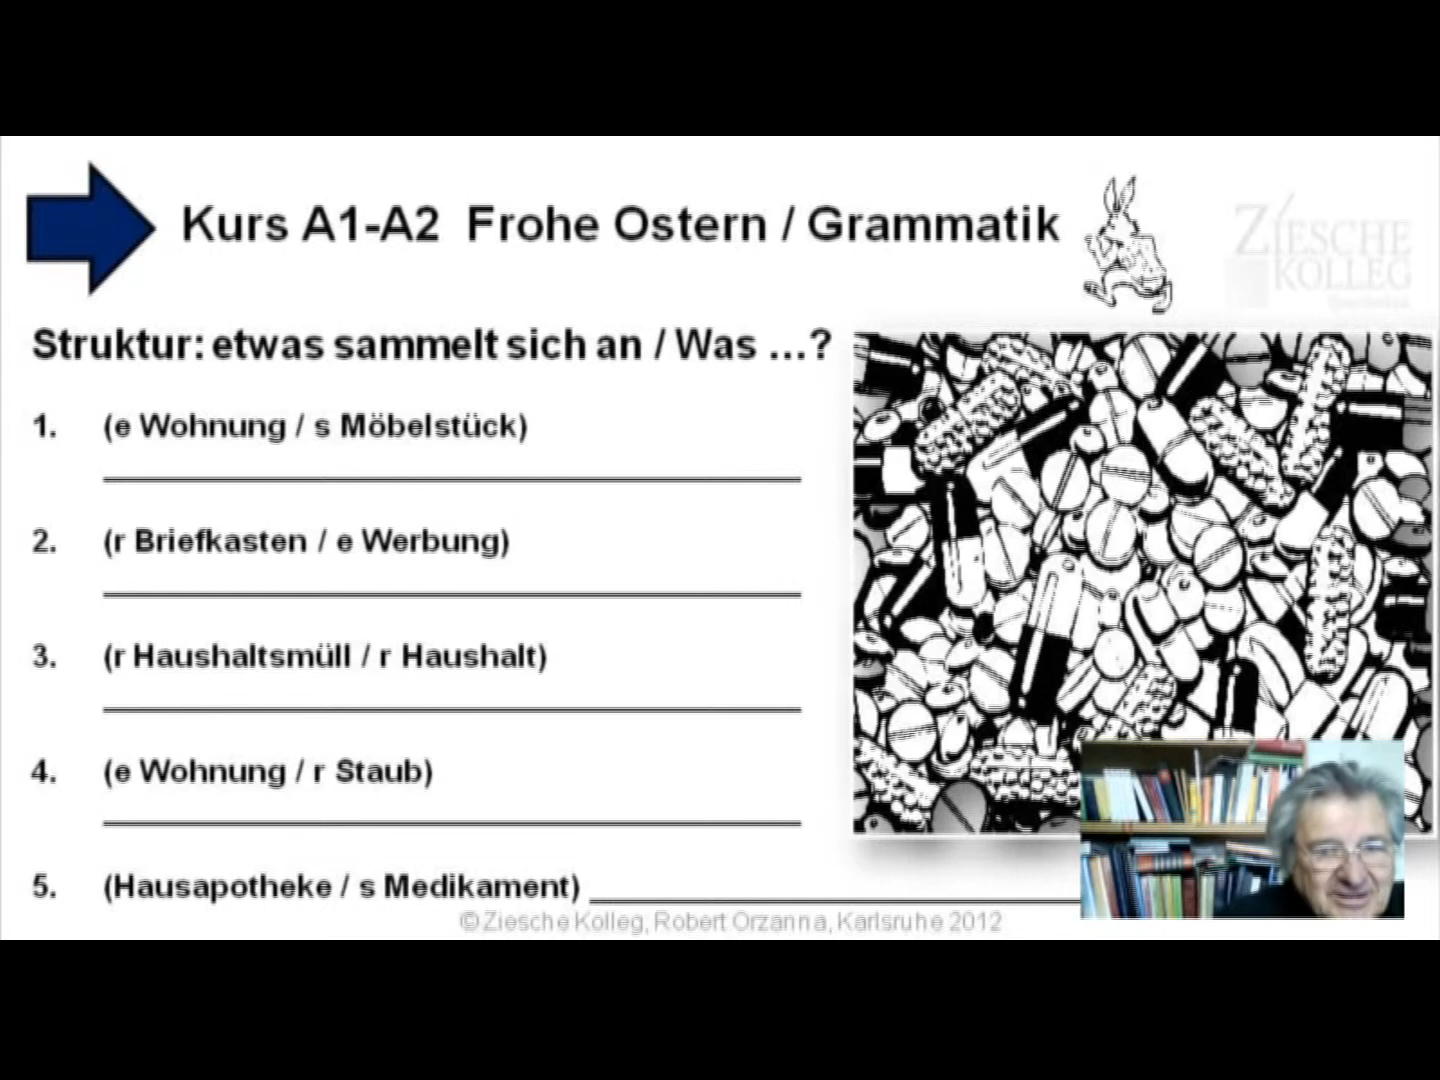 Kurs A1-A2 Frohe Ostern / Grammatik
ZIESCHE
KOLLEG
Struktur: etwas sammelt sich an / Was ...?
1. (e Wohnung / s Möbelstück)
2. (r Briefkasten / e Werbung)
3. (r Haushaltsmüll / r Haushalt)
4. (e Wohnung / r Staub)
5. (Hausapotheke / s Medikament)
©Ziesche Kolleg, Robert Orzanna, Karlsruhe 2012